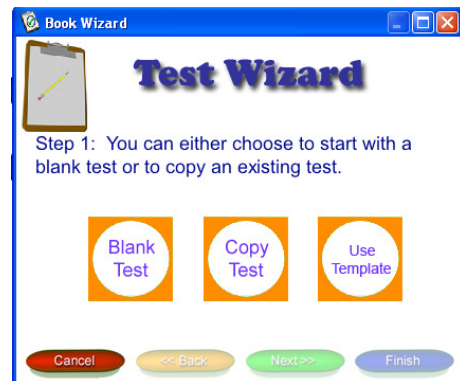 Book Wizard
Test Wizard
Step 1: You can either choose to start with a
blank test or to copy an existing test.
Blank
Test
Copy
Test
Use
Template
Cancel
<< Back
Next >>
Finish